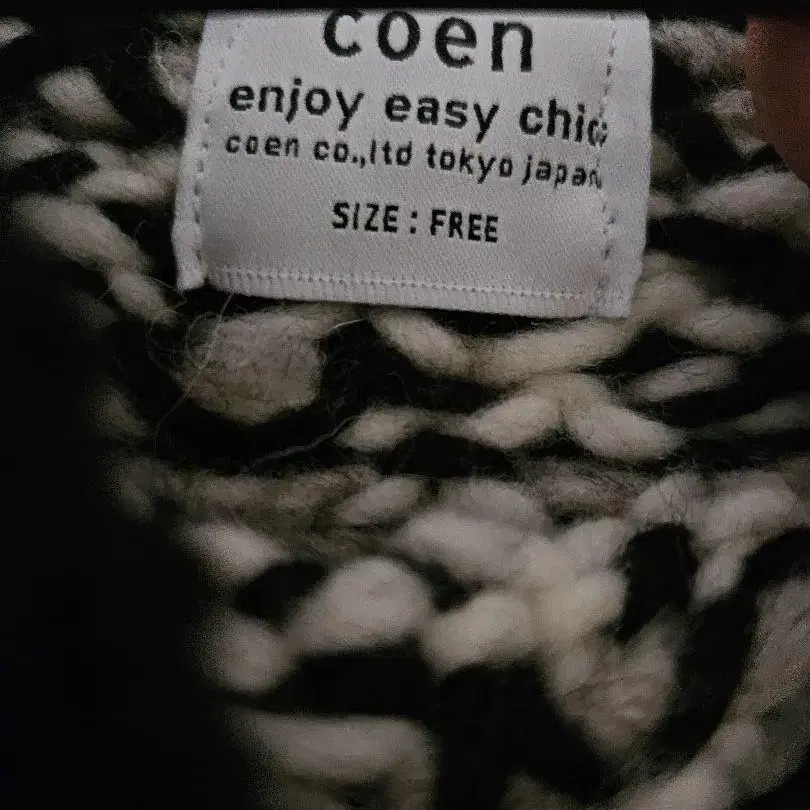 coen
enjoy easy chic
coen co.,ltd tokyo japan
SIZE : FREE